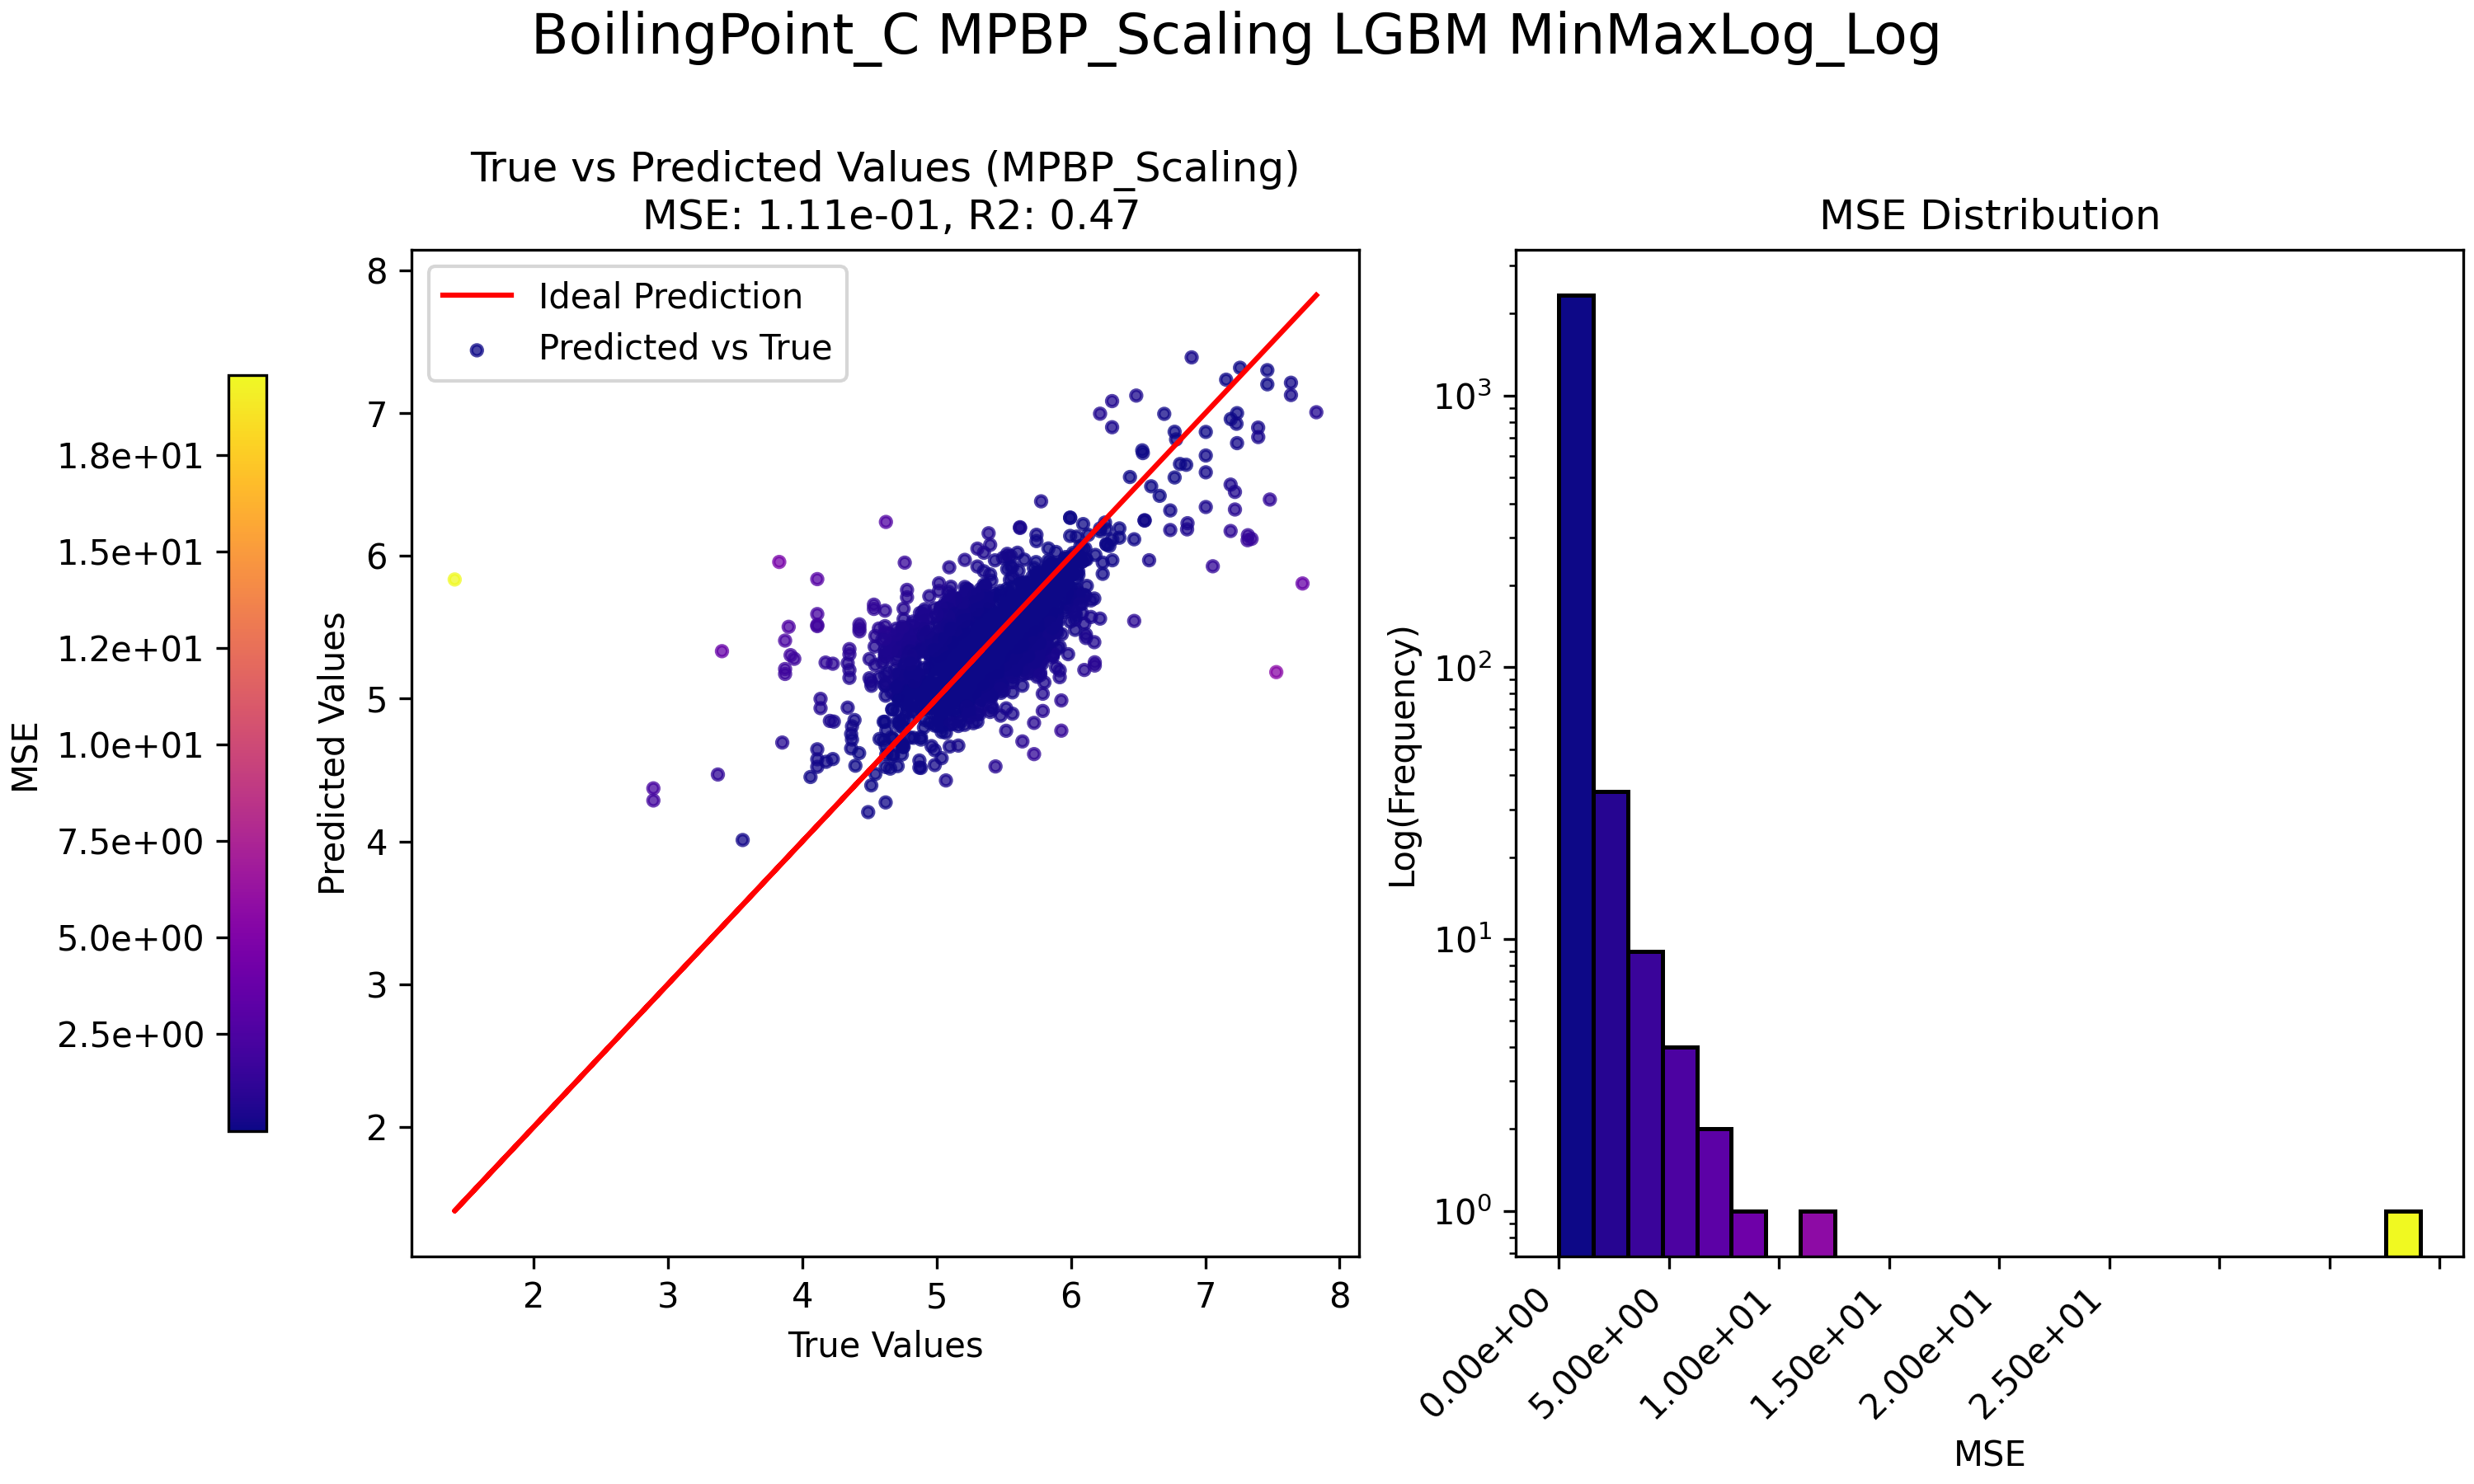 BoilingPoint_C MPBP_Scaling LGBM MinMaxLog_Log
True vs Predicted Values (MPBP_Scaling)
MSE: 1.11e-01, R2: 0.47
MSE Distribution
Ideal Prediction
Predicted vs True
MSE
1.8e+01
1.5e+01
1.2e+01
1.0e+01
7.5e+00
5.0e+00
2.5e+00
Predicted Values
8
7
6
5
4
3
2
2 3 4 5 6 7 8
True Values
Log(Frequency)
10³
10²
10¹
10⁰
0.00e+00 5.00e+00 1.00e+01 1.50e+01 2.00e+01 2.50e+01
MSE